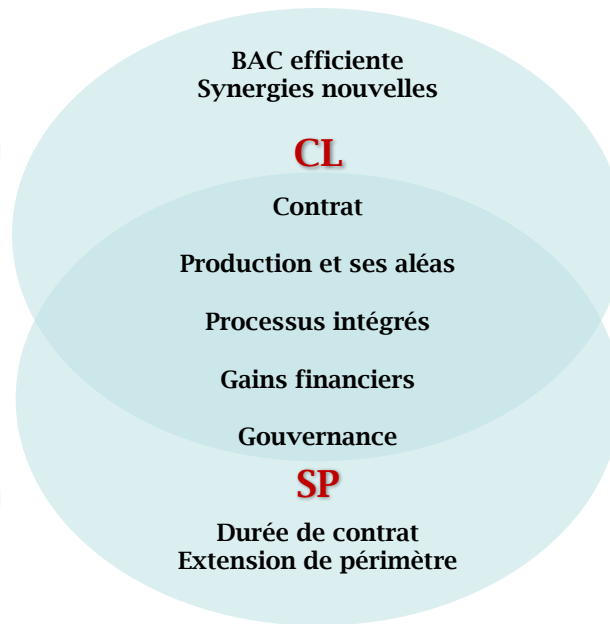 BAC efficiente
Synergies nouvelles
CL
Contrat
Production et ses aléas
Processus intégrés
Gains financiers
Gouvernance
SP
Durée de contrat
Extension de périmètre